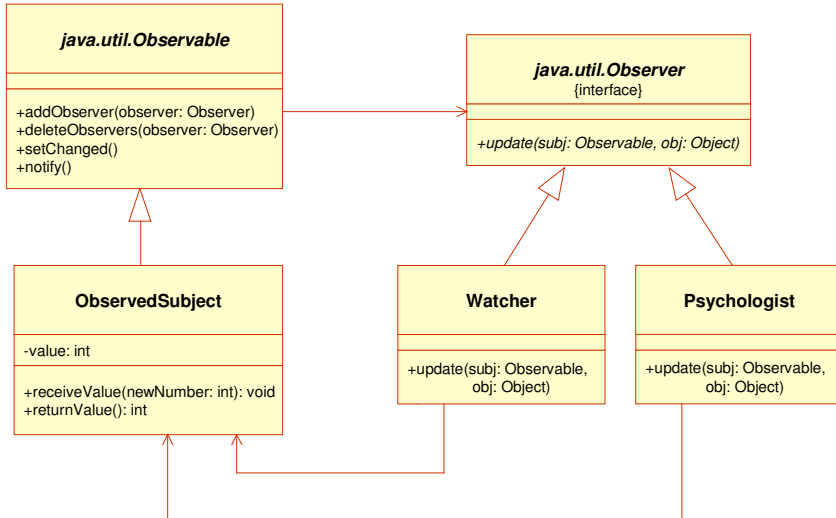 java.util.Observable
+addObserver(observer: Observer)
+deleteObservers(observer: Observer)
+setChanged()
+notify()
java.util.Observer
{interface}
+update(subj: Observable, obj: Object)
ObservedSubject
-value: int
+receiveValue(newNumber: int): void
+returnValue(): int
Watcher
+update(subj: Observable,
obj: Object)
Psychologist
+update(subj: Observable,
obj: Object)